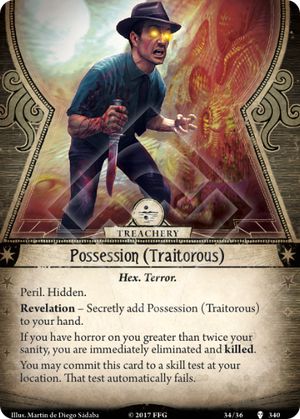 TREACHERY
Possession (Traitorous)
Hex. Terror.
Peril. Hidden.
Revelation – Secretly add Possession (Traitorous)
to your hand.
If you have horror on you greater than twice your
sanity, you are immediately eliminated and killed.
You may commit this card to a skill test at your
location. That test automatically fails.
Illus. Martin de Diego Sádaba
© 2017 FFG
34/36
340